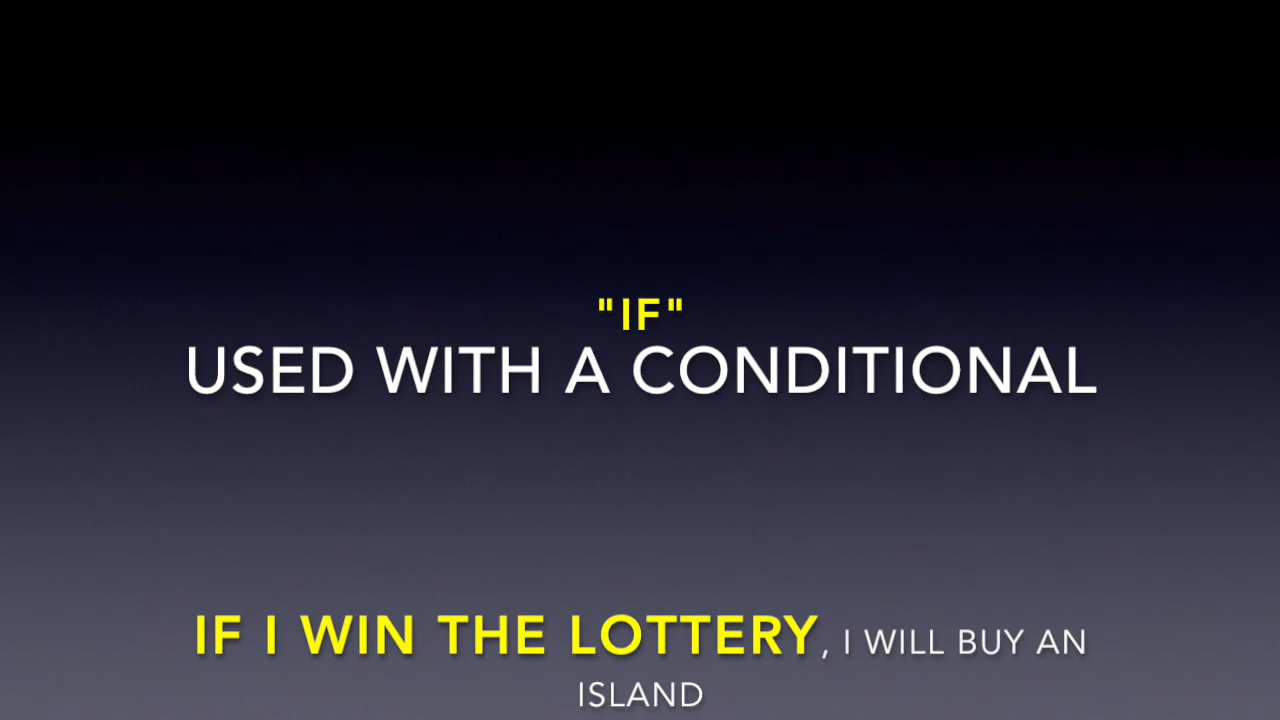 "IF"
USED WITH A CONDITIONAL
IF I WIN THE LOTTERY, I WILL BUY AN
ISLAND